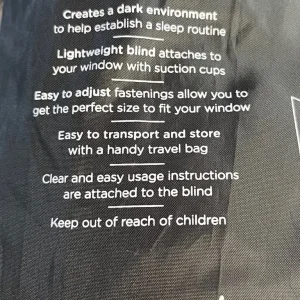 Creates a dark environment
to help establish a sleep routine
Lightweight blind attaches to
your window with suction cups
Easy to adjust fastenings allow you to
get the perfect size to fit your window
Easy to transport and store
with a handy travel bag
Clear and easy usage instructions
are attached to the blind
Keep out of reach of children